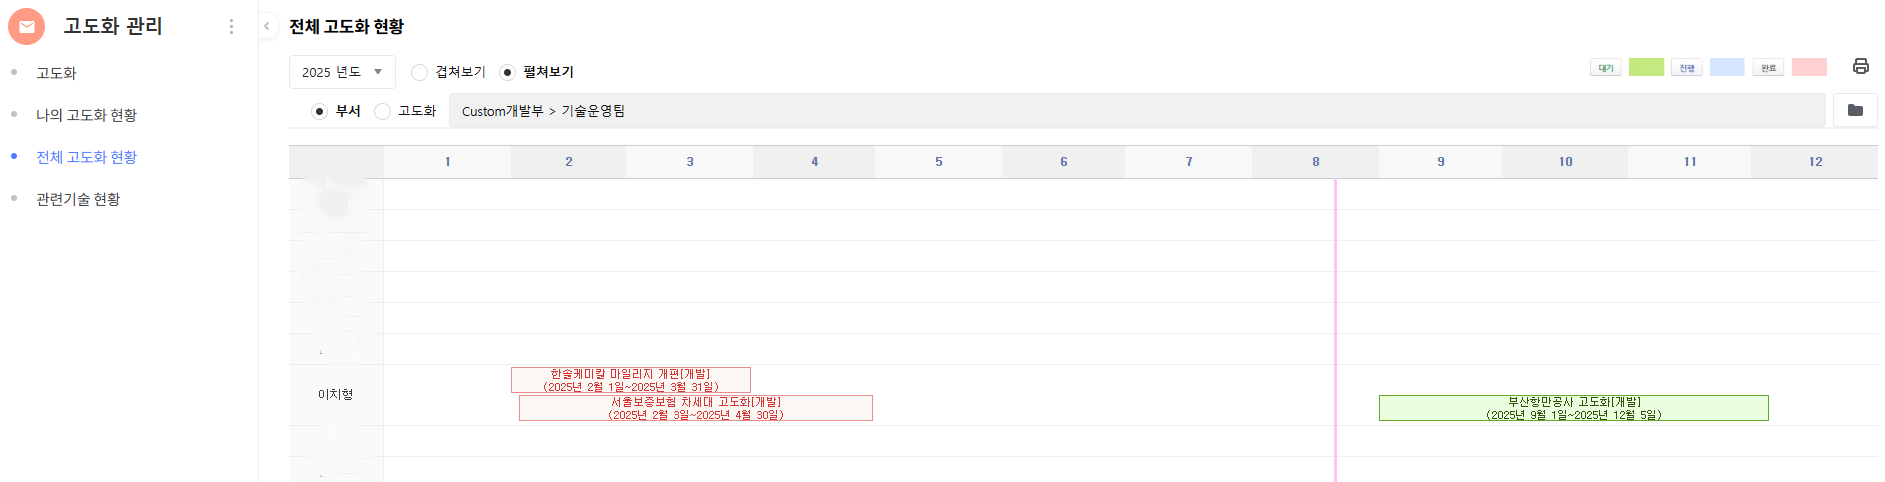 고도화 관리
고도화
나의 고도화 현황
전체 고도화 현황
관련기술 현황
전체 고도화 현황
2025 년도
겹쳐보기
펼쳐보기
대기
진행
완료
부서
고도화
Custom개발부 > 기술운영팀
1 2 3 4 5 6 7 8 9 10 11 12
이치형
한솔케미칼 마일리지 개편[개발]
(2025년 2월 1일~2025년 3월 31일)
서울보증보험 차세대 고도화[개발]
(2025년 2월 3일~2025년 4월 30일)
부산항만공사 고도화[개발]
(2025년 9월 1일~2025년 12월 5일)